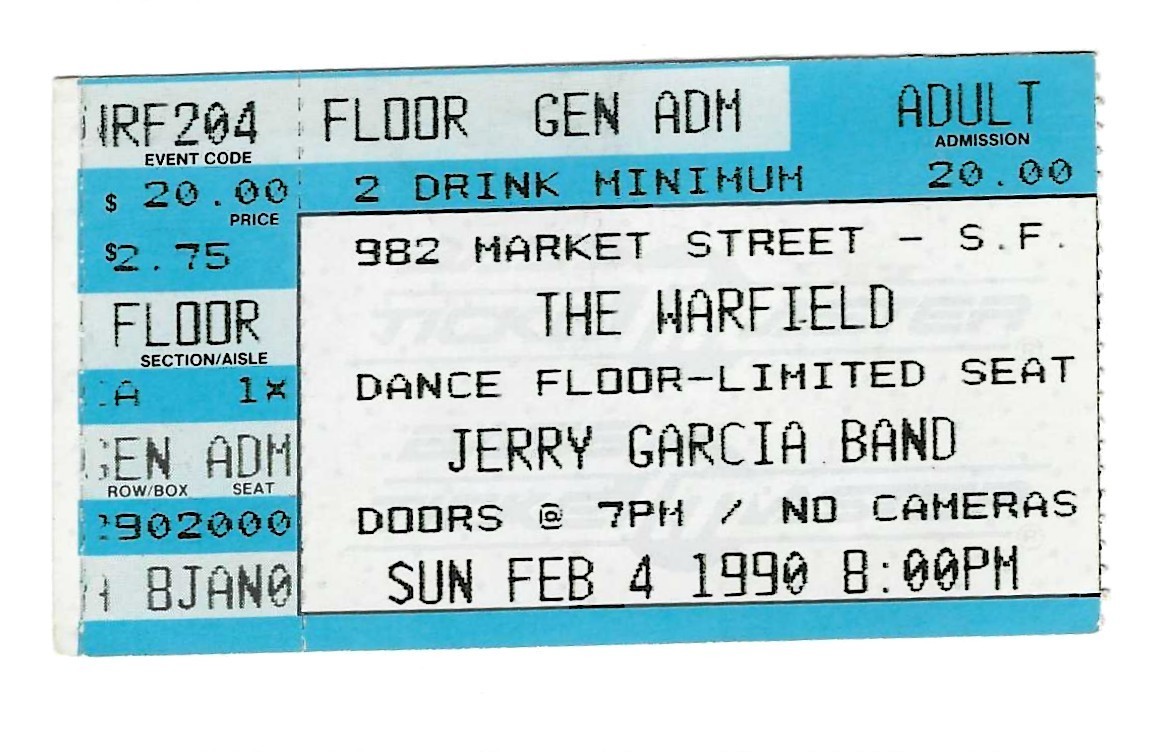 IRF204
EVENT CODE
$ 20.00
PRICE
$2.75
FLOOR
SECTION/AISLE
CA 1×
GEN ADM
ROW/BOX SEAT
902000
8JAN0
FLOOR GEN ADM ADULT
ADMISSION
2 DRINK MINIMUM 20.00
982 MARKET STREET - S.F.
THE WARFIELD
DANCE FLOOR-LIMITED SEAT
JERRY GARCIA BAND
DOORS @ 7PM / NO CAMERAS
SUN FEB 4 1990 8:00PM